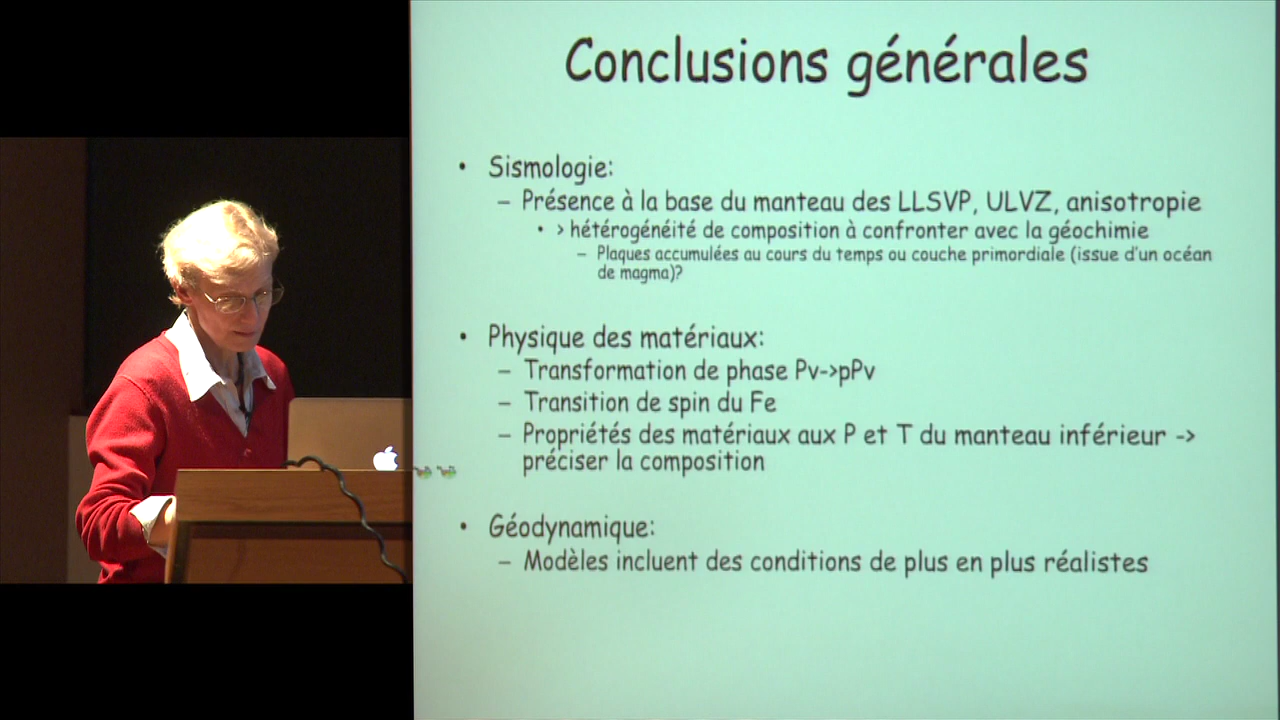 Conclusions générales
• Sismologie:
– Présence à la base du manteau des LLSVP, ULVZ, anisotropie
• > hétérogénéité de composition à confronter avec la géochimie
– Plaques accumulées au cours du temps ou couche primordiale (issue d'un océan
de magma)?
• Physique des matériaux:
– Transformation de phase Pv->pPv
– Transition de spin du Fe
– Propriétés des matériaux aux P et T du manteau inférieur ->
préciser la composition
• Géodynamique:
– Modèles incluent des conditions de plus en plus réalistes